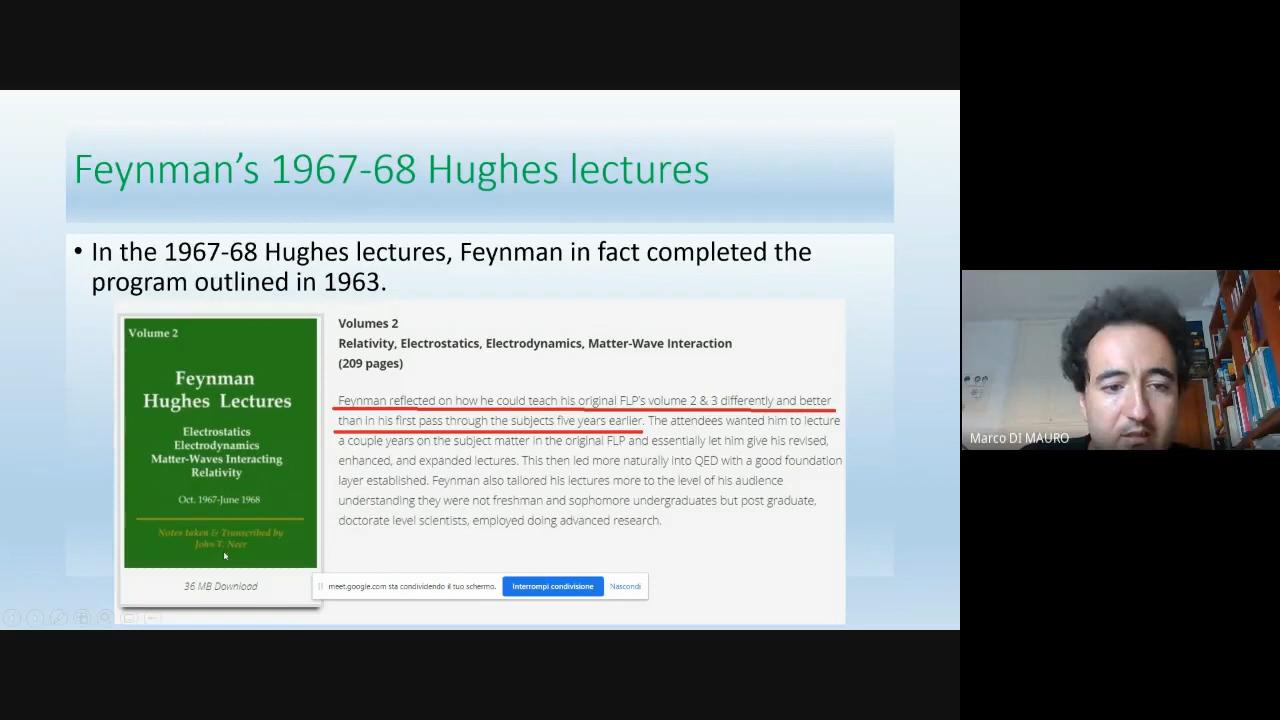 Feynman’s 1967-68 Hughes lectures
• In the 1967-68 Hughes lectures, Feynman in fact completed the
program outlined in 1963.
Volume 2
Feynman
Hughes Lectures
Electrostatics
Electrodynamics
Matter-Waves Interacting
Relativity
Oct. 1967-June 1968
Notes taken & Transcribed by
John T. Neer
36 MB Download
Volumes 2
Relativity, Electrostatics, Electrodynamics, Matter-Wave Interaction
(209 pages)
Feynman reflected on how he could teach his original FLP's volume 2 & 3 differently and better
than in his first pass through the subjects five years earlier. The attendees wanted him to lecture
a couple years on the subject matter in the original FLP and essentially let him give his revised,
enhanced, and expanded lectures. This then led more naturally into QED with a good foundation
layer established. Feynman also tailored his lectures more to the level of his audience
understanding they were not freshman and sophomore undergraduates but post graduate,
doctorate level scientists, employed doing advanced research.
meet.google.com sta condividendo il tuo schermo.
Interrompi condivisione
Nascondi
Marco DI MAURO